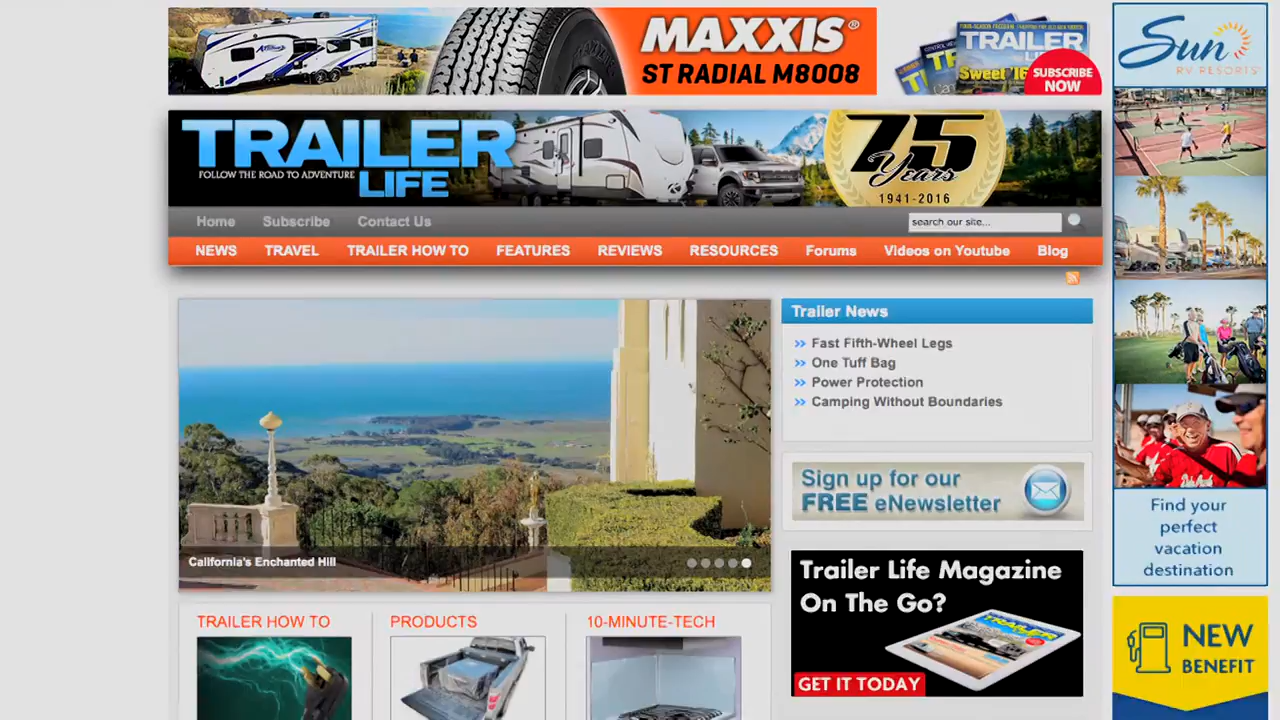 MAXXIS®
ST RADIAL M8008
TRAILER
Sweet '16
SUBSCRIBE
NOW
Sun
RV RESORTS
TRAILER
FOLLOW THE ROAD TO ADVENTURE
LIFE
75
Years
1941-2016
Home
Subscribe
Contact Us
search our site...
NEWS
TRAVEL
TRAILER HOW TO
FEATURES
REVIEWS
RESOURCES
Forums
Videos on Youtube
Blog
California's Enchanted Hill
Trailer News
Fast Fifth-Wheel Legs
One Tuff Bag
Power Protection
Camping Without Boundaries
Sign up for our
FREE eNewsletter
Trailer Life Magazine
On The Go?
TRAILER
GET IT TODAY
TRAILER HOW TO
PRODUCTS
10-MINUTE-TECH
Find your
perfect
vacation
destination
NEW
BENEFIT